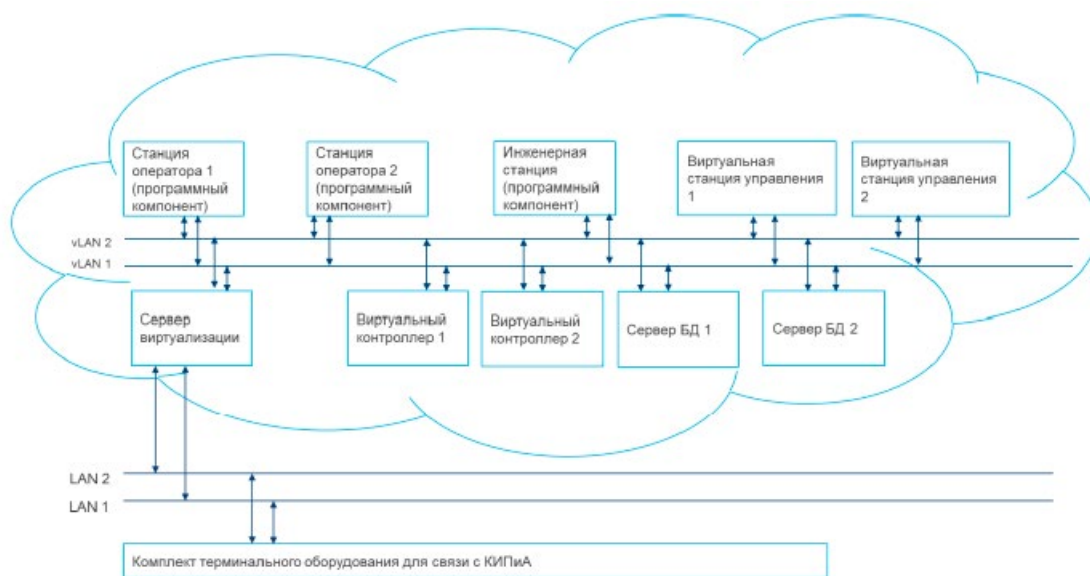 Станция
оператора 1
(программный
компонент)
Станция
оператора 2
(программный
компонент)
Инженерная
станция
(программный
компонент)
Виртуальная
станция управления
1
Виртуальная
станция управления
2
vLAN 2
vLAN 1
Сервер
виртуализации
Виртуальный
контроллер 1
Виртуальный
контроллер 2
Сервер БД 1
Сервер БД 2
LAN 2
LAN 1
Комплект терминального оборудования для связи с КИПиА